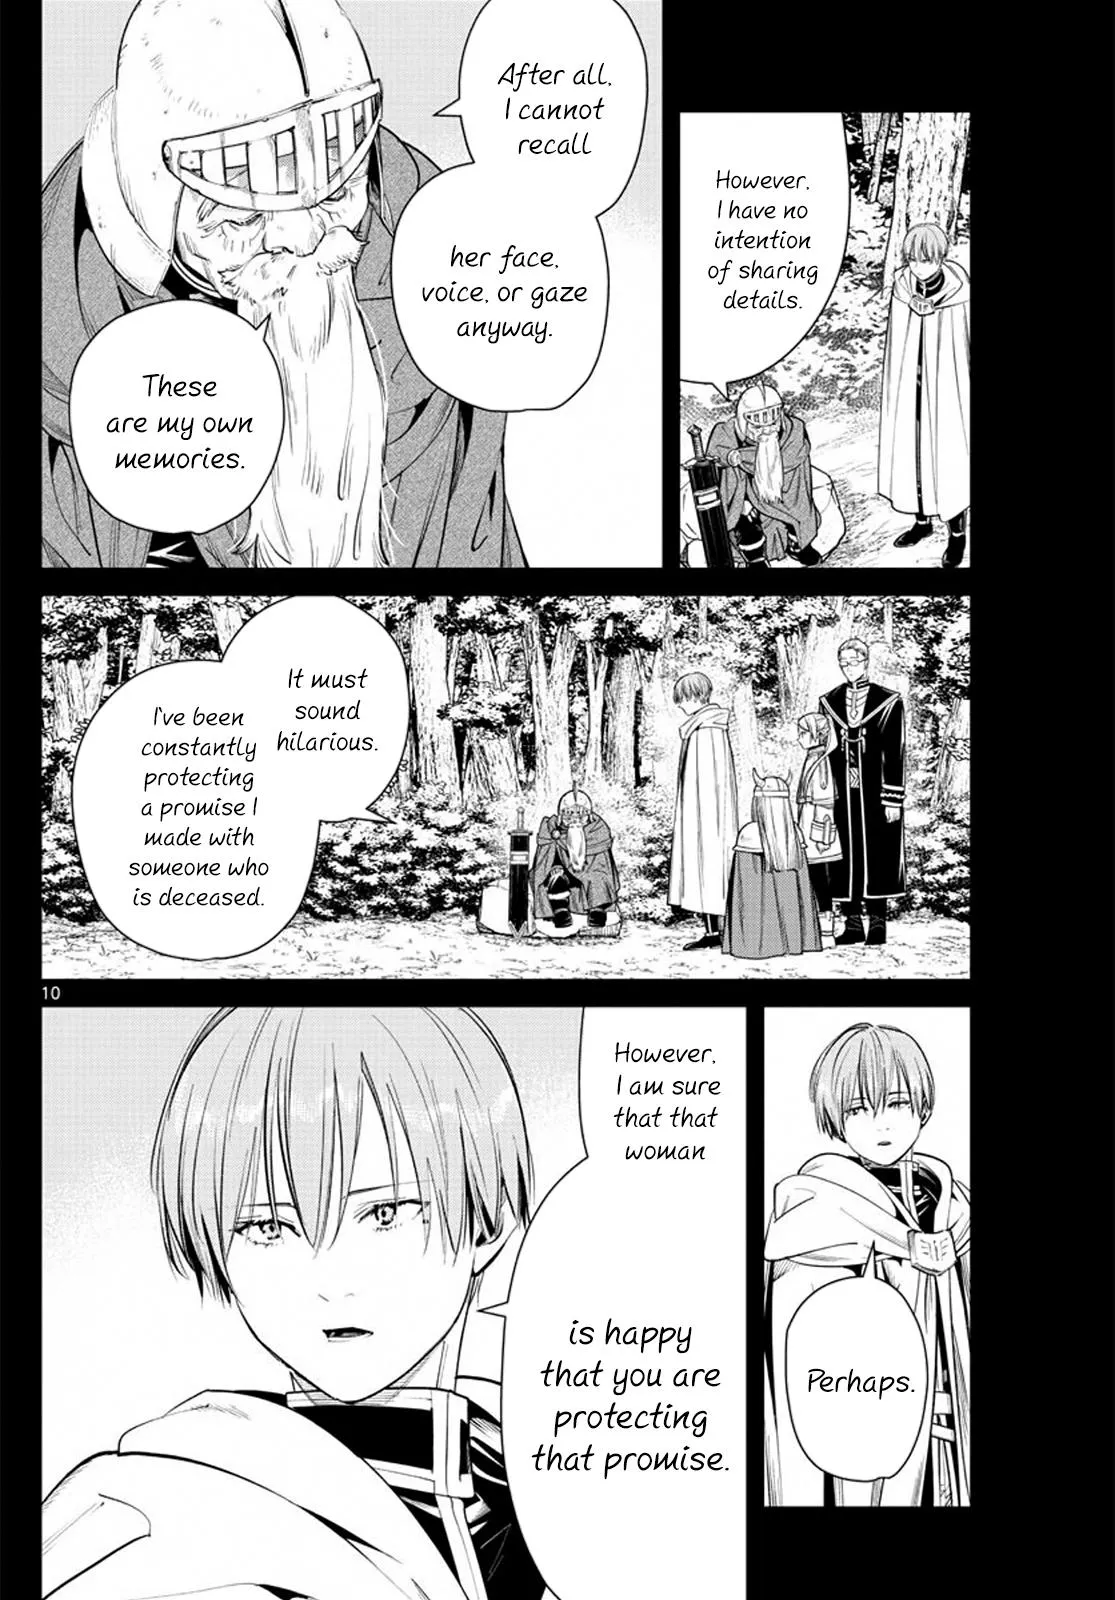 However,
I have no
intention
of sharing
details.
After all,
I cannot
recall
her face,
voice, or gaze
anyway.
These
are my own
memories.
It must
sound
hilarious.
I've been
constantly
protecting
a promise I
made with
someone who
is deceased.
10
Perhaps.
However,
I am sure
that that
woman
is happy
that you are
protecting
that promise.